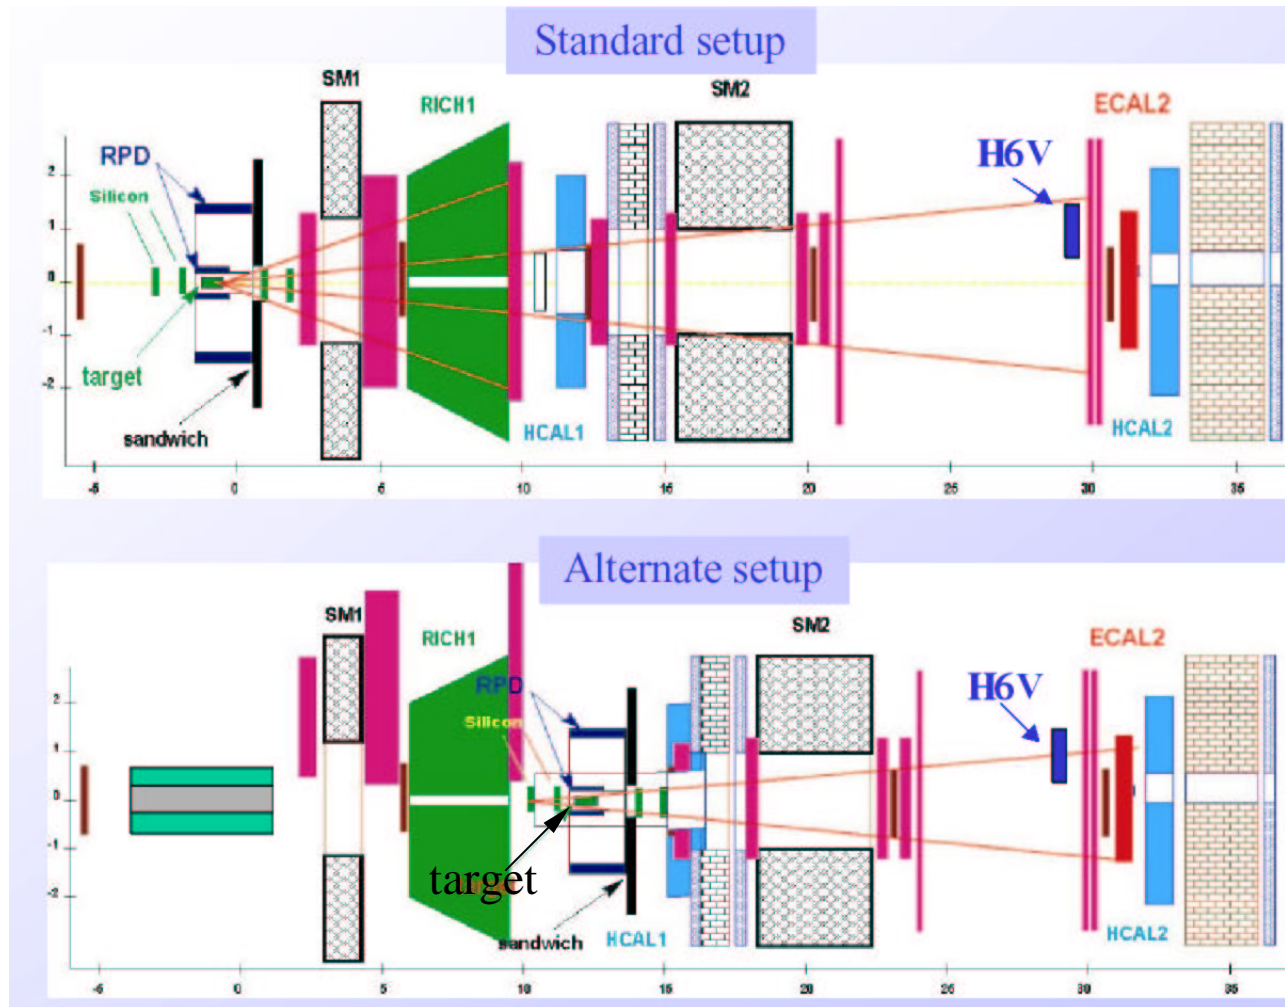 Standard setup
SM1
RICH1
SM2
ECAL2
RPD
H6V
Silicon
2
1
0
-1
-2
target
sandwich
HCAL1
HCAL2
-5
0
5
10
15
20
25
30
35
Alternate setup
SM1
RICH1
SM2
ECAL2
RPD
H6V
Silicon
2
1
0
-1
-2
target
sandwich
HCAL1
HCAL2
-5
0
5
10
15
20
25
30
35